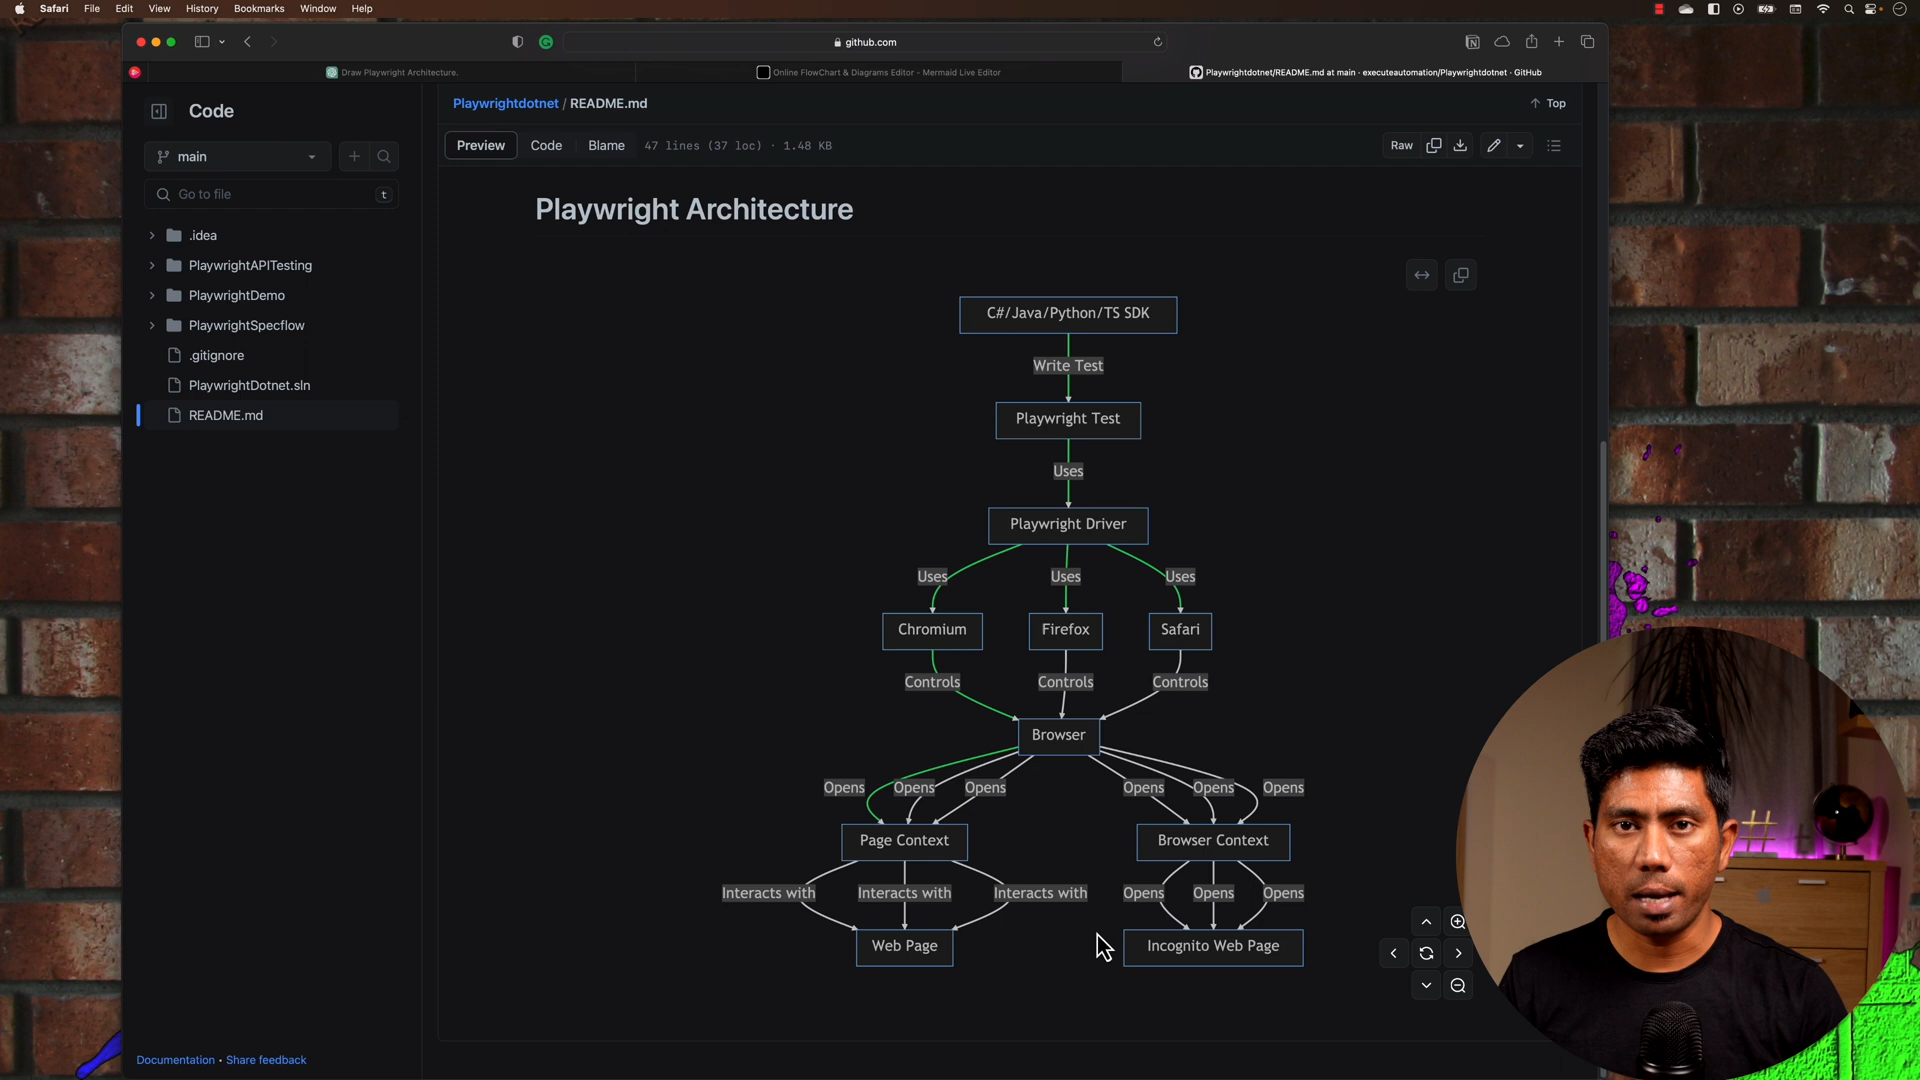 Safari File Edit View History Bookmarks Window Help
github.com
Draw Playwright Architecture.
Online FlowChart & Diagrams Editor - Mermaid Live Editor
Playwrightdotnet/README.md at main · executeautomation/Playwrightdotnet · GitHub
Code
main
Go to file
t
.idea
PlaywrightAPITesting
PlaywrightDemo
PlaywrightSpecflow
.gitignore
PlaywrightDotnet.sln
README.md
Documentation • Share feedback
Playwrightdotnet / README.md
Top
Preview Code Blame 47 lines (37 loc) · 1.48 KB
Raw
Playwright Architecture
C#/Java/Python/TS SDK
Write Test
Playwright Test
Uses
Playwright Driver
Uses Uses Uses
Chromium Firefox Safari
Controls Controls Controls
Browser
Opens Opens Opens Opens Opens Opens
Page Context Browser Context
Interacts with Interacts with Interacts with Opens Opens Opens
Web Page Incognito Web Page